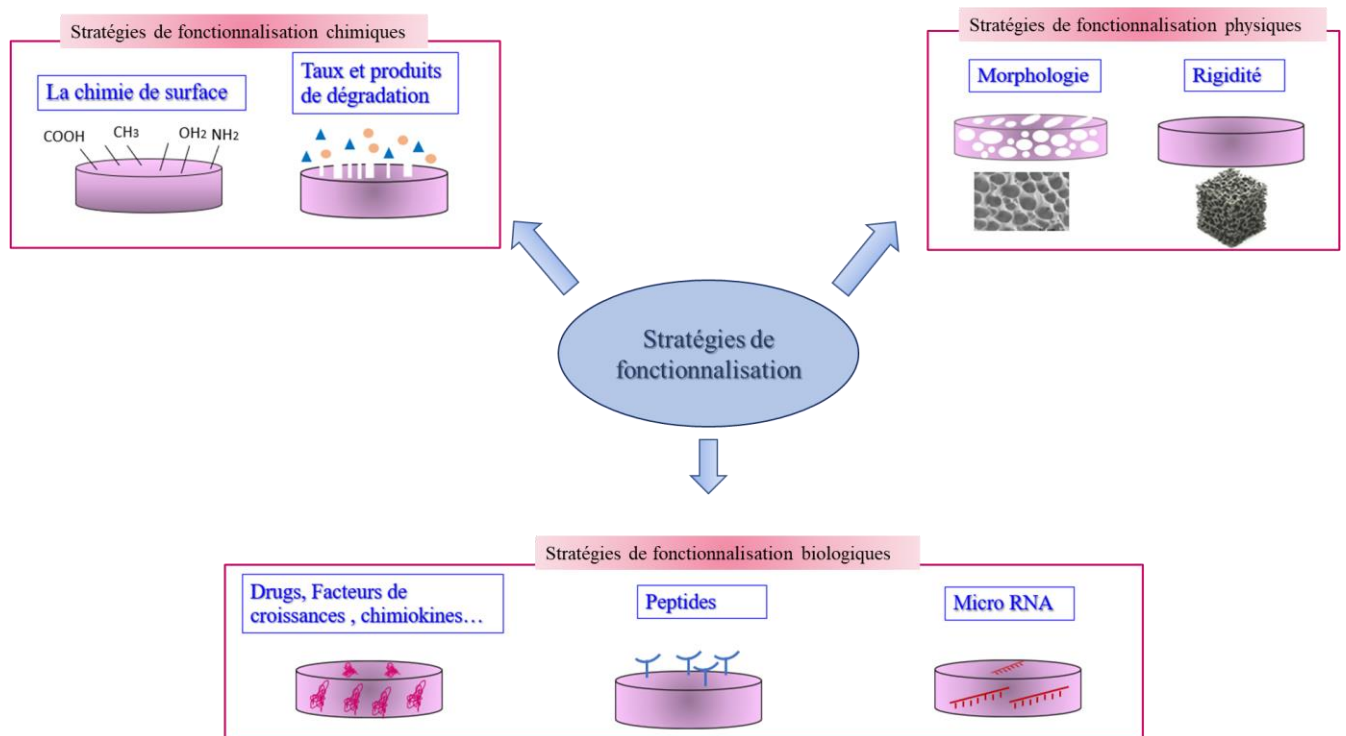 Stratégies de fonctionnalisation chimiques
La chimie de surface
Taux et produits
de dégradation
COOH
CH3
OH2
NH2
Stratégies de fonctionnalisation physiques
Morphologie
Rigidité
Stratégies de
fonctionnalisation
Stratégies de fonctionnalisation biologiques
Drugs, Facteurs de
croissances , chimiokines…
Peptides
Micro RNA